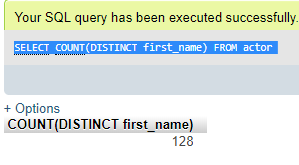 Your SQL query has been executed successfully.
SELECT COUNT(DISTINCT first_name) FROM actor
+ Options
COUNT(DISTINCT first_name)
128